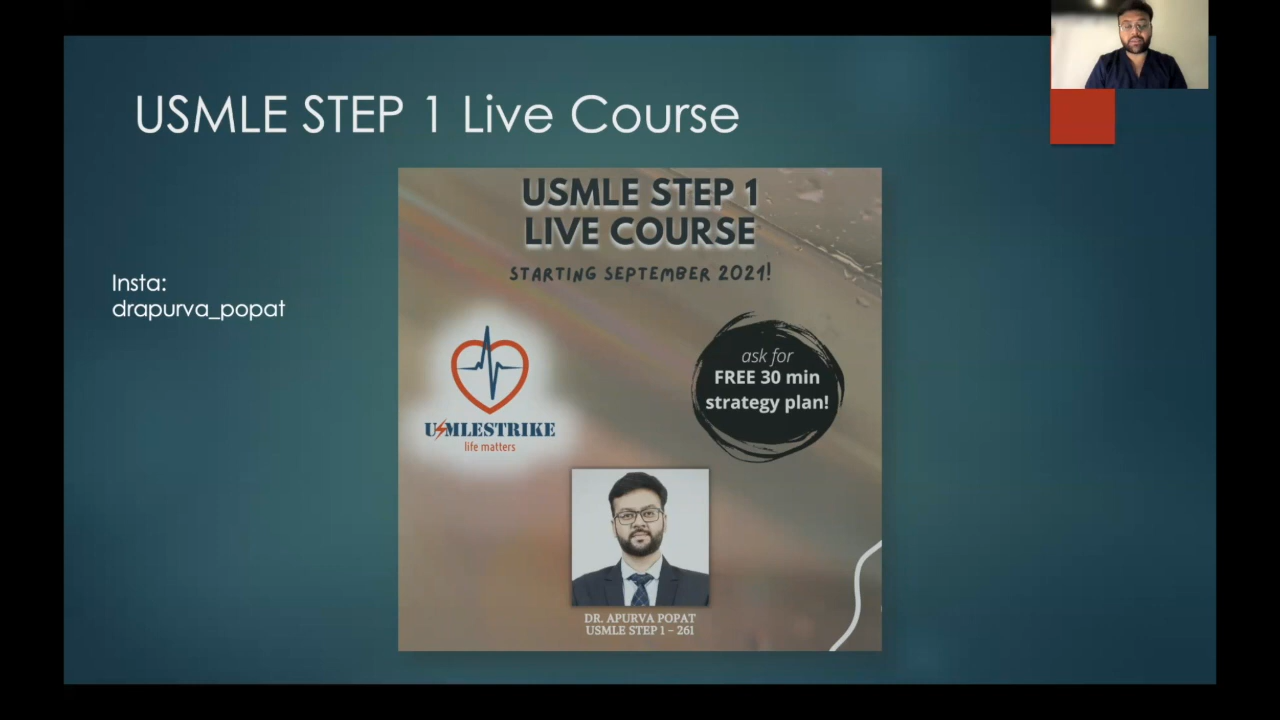 USMLE STEP 1 Live Course
Insta:
drapurva_popat
USMLE STEP 1
LIVE COURSE
STARTING SEPTEMBER 2021!
ask for
FREE 30 min
strategy plan!
USMLESTRIKE
life matters
DR. APURVA POPAT
USMLE STEP 1 – 261